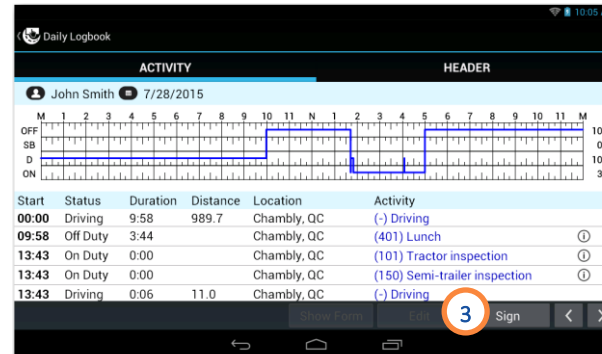 10:05
Daily Logbook
ACTIVITY HEADER
John Smith 7/28/2015
M 1 2 3 4 5 6 7 8 9 10 11 N 1 2 3 4 5 6 7 8 9 10 11 M
OFF 10
SB 0
D 10
ON 3
Start Status Duration Distance Location Activity
00:00 Driving 9:58 989.7 Chambly, QC (-) Driving
09:58 Off Duty 3:44 Chambly, QC (401) Lunch
13:43 On Duty 0:00 Chambly, QC (101) Tractor inspection
13:43 On Duty 0:00 Chambly, QC (150) Semi-trailer inspection
13:43 Driving 0:06 11.0 Chambly, QC (-) Driving
Show Form Edit 3 Sign